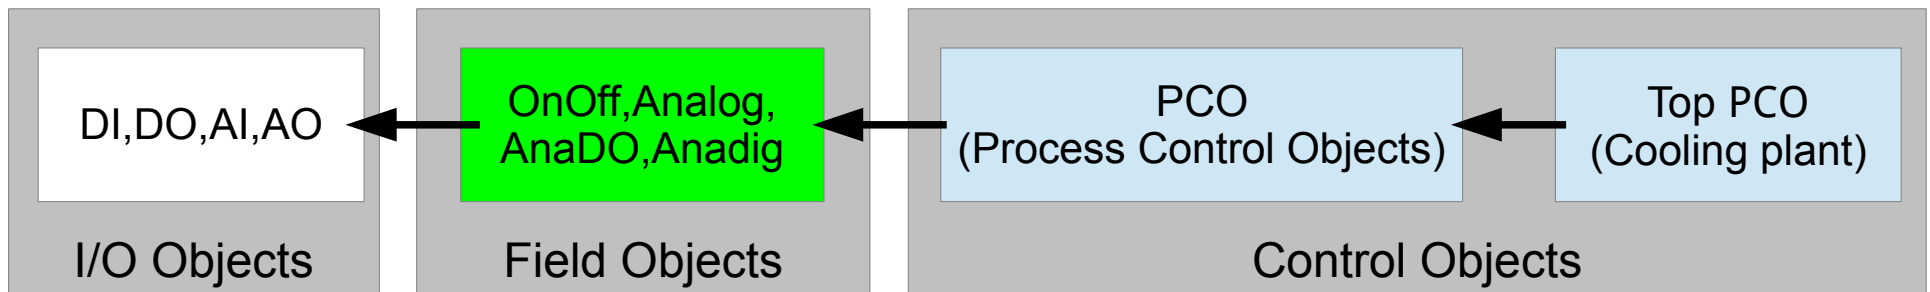 DI,DO,AI,AO
OnOff,Analog,
AnaDO,Anadig
PCO
(Process Control Objects)
Top PCO
(Cooling plant)
I/O Objects
Field Objects
Control Objects